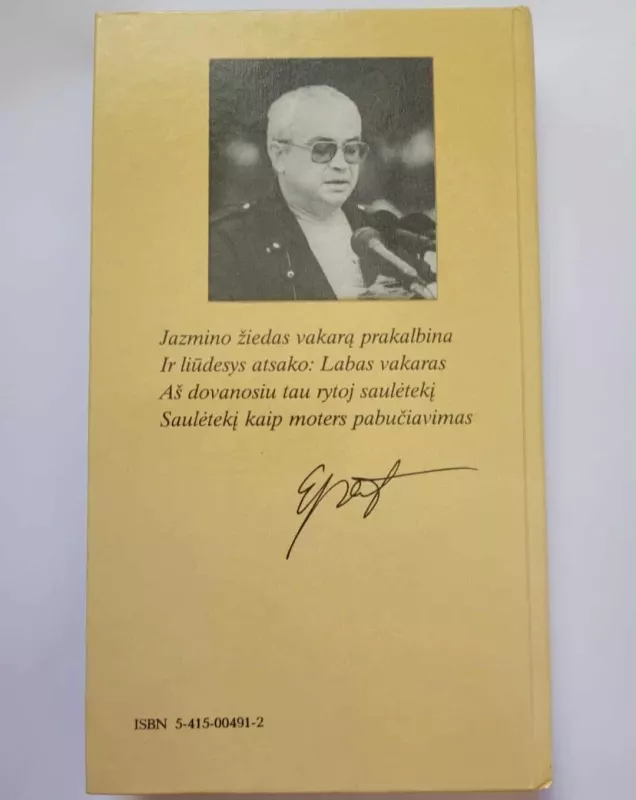 Jazmino žiedas vakarą prakalbina
Ir liūdesys atsako: Labas vakaras
Aš dovanosiu tau rytoj saulėtekį
Saulėtekį kaip moters pabučiavimas
ISBN 5-415-00491-2